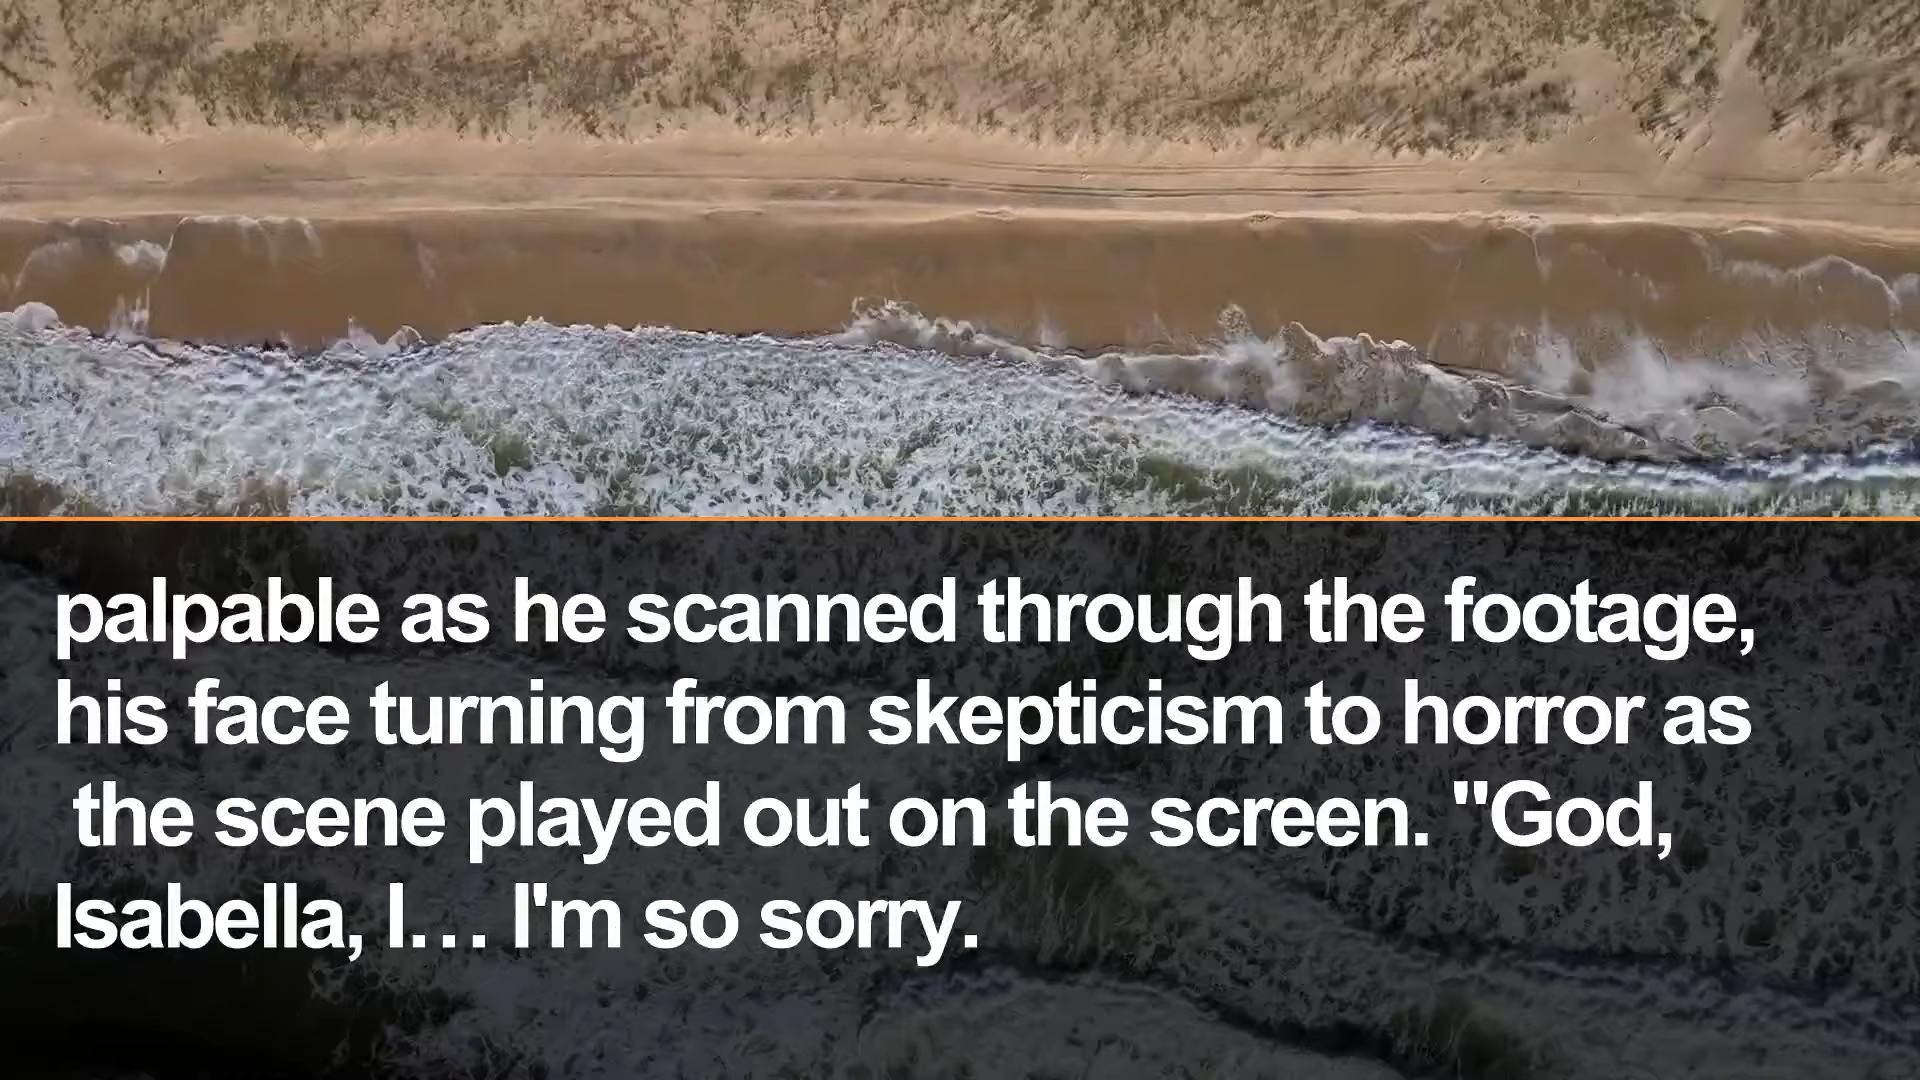 palpable as he scanned through the footage,
his face turning from skepticism to horror as
the scene played out on the screen. "God,
Isabella, I… I'm so sorry.